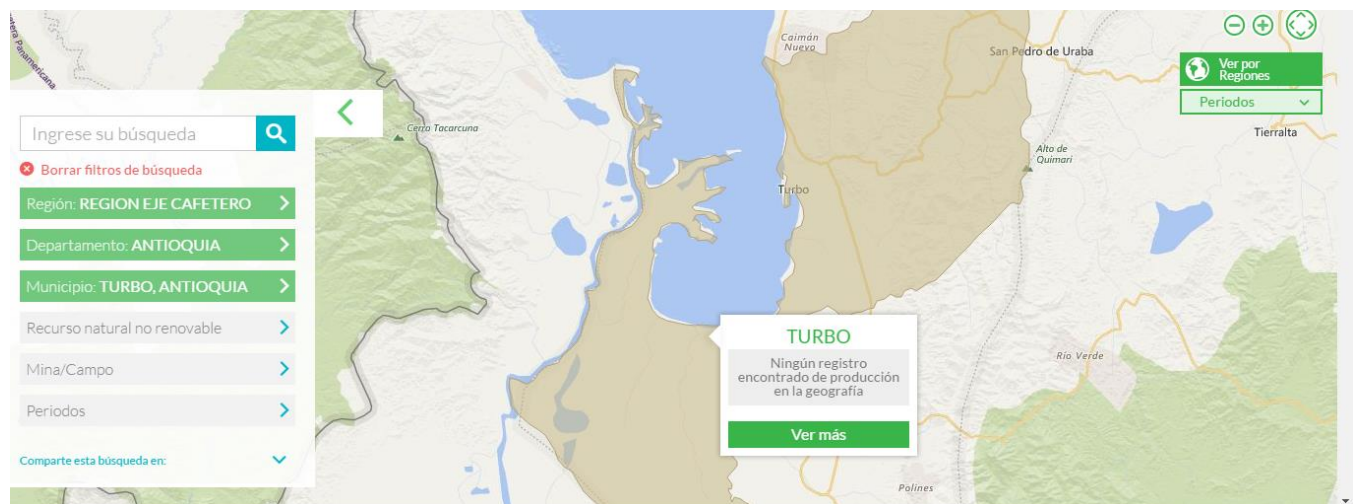 Caimán
Nuevo
San Pedro de Uraba
Ver por
Regiones
Periodos
Tierralta
Panamericana
Ingrese su búsqueda
Cerro Tacarcuna
Alto de
Quimari
Borrar filtros de búsqueda
Región: REGION EJE CAFETERO
Turbo
Departamento: ANTIOQUIA
Municipio: TURBO, ANTIOQUIA
Recurso natural no renovable
TURBO
Ningún registro
encontrado de producción
en la geografía
Río Verde
Mina/Campo
Periodos
Ver más
Comparte esta búsqueda en:
Polines